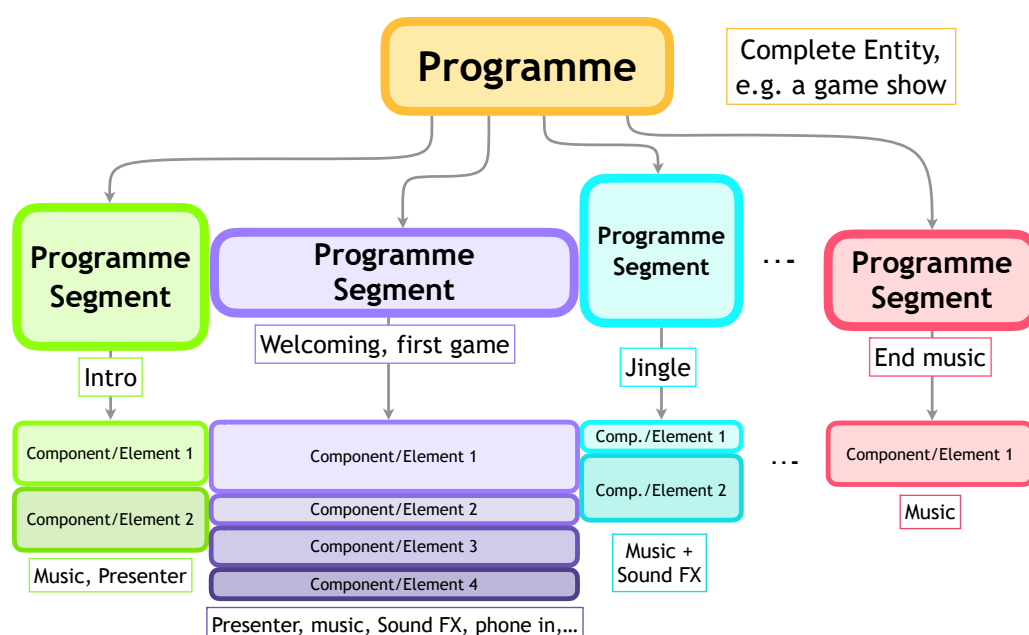 Programme
Complete Entity,
e.g. a game show
Programme
Segment
Programme
Segment
Programme
Segment
...
Programme
Segment
Intro
Welcoming, first game
Jingle
End music
Component/Element 1
Component/Element 2
Music, Presenter
Component/Element 1
Component/Element 2
Component/Element 3
Component/Element 4
Presenter, music, Sound FX, phone in,...
Comp./Element 1
Comp./Element 2
Music +
Sound FX
...
Component/Element 1
Music